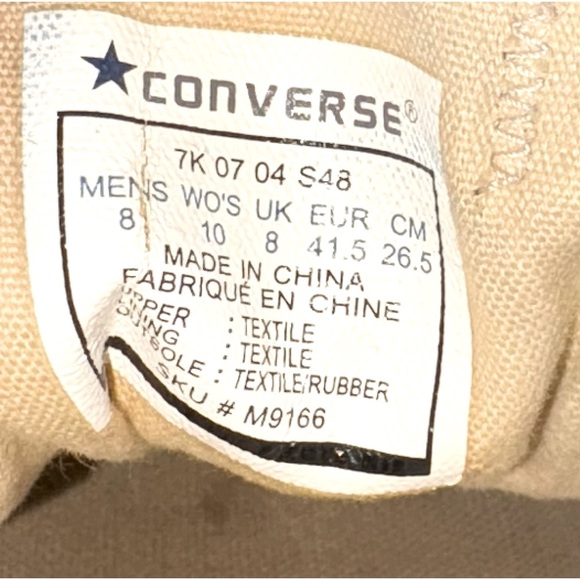 CONVERSE®
7K 07 04 S48
MENS WO'S UK EUR CM
8 10 8 41.5 26.5
MADE IN CHINA
FABRIQUÉ EN CHINE
UPPER : TEXTILE
LINING : TEXTILE
OUTSOLE : TEXTILE/RUBBER
SKU # M9166